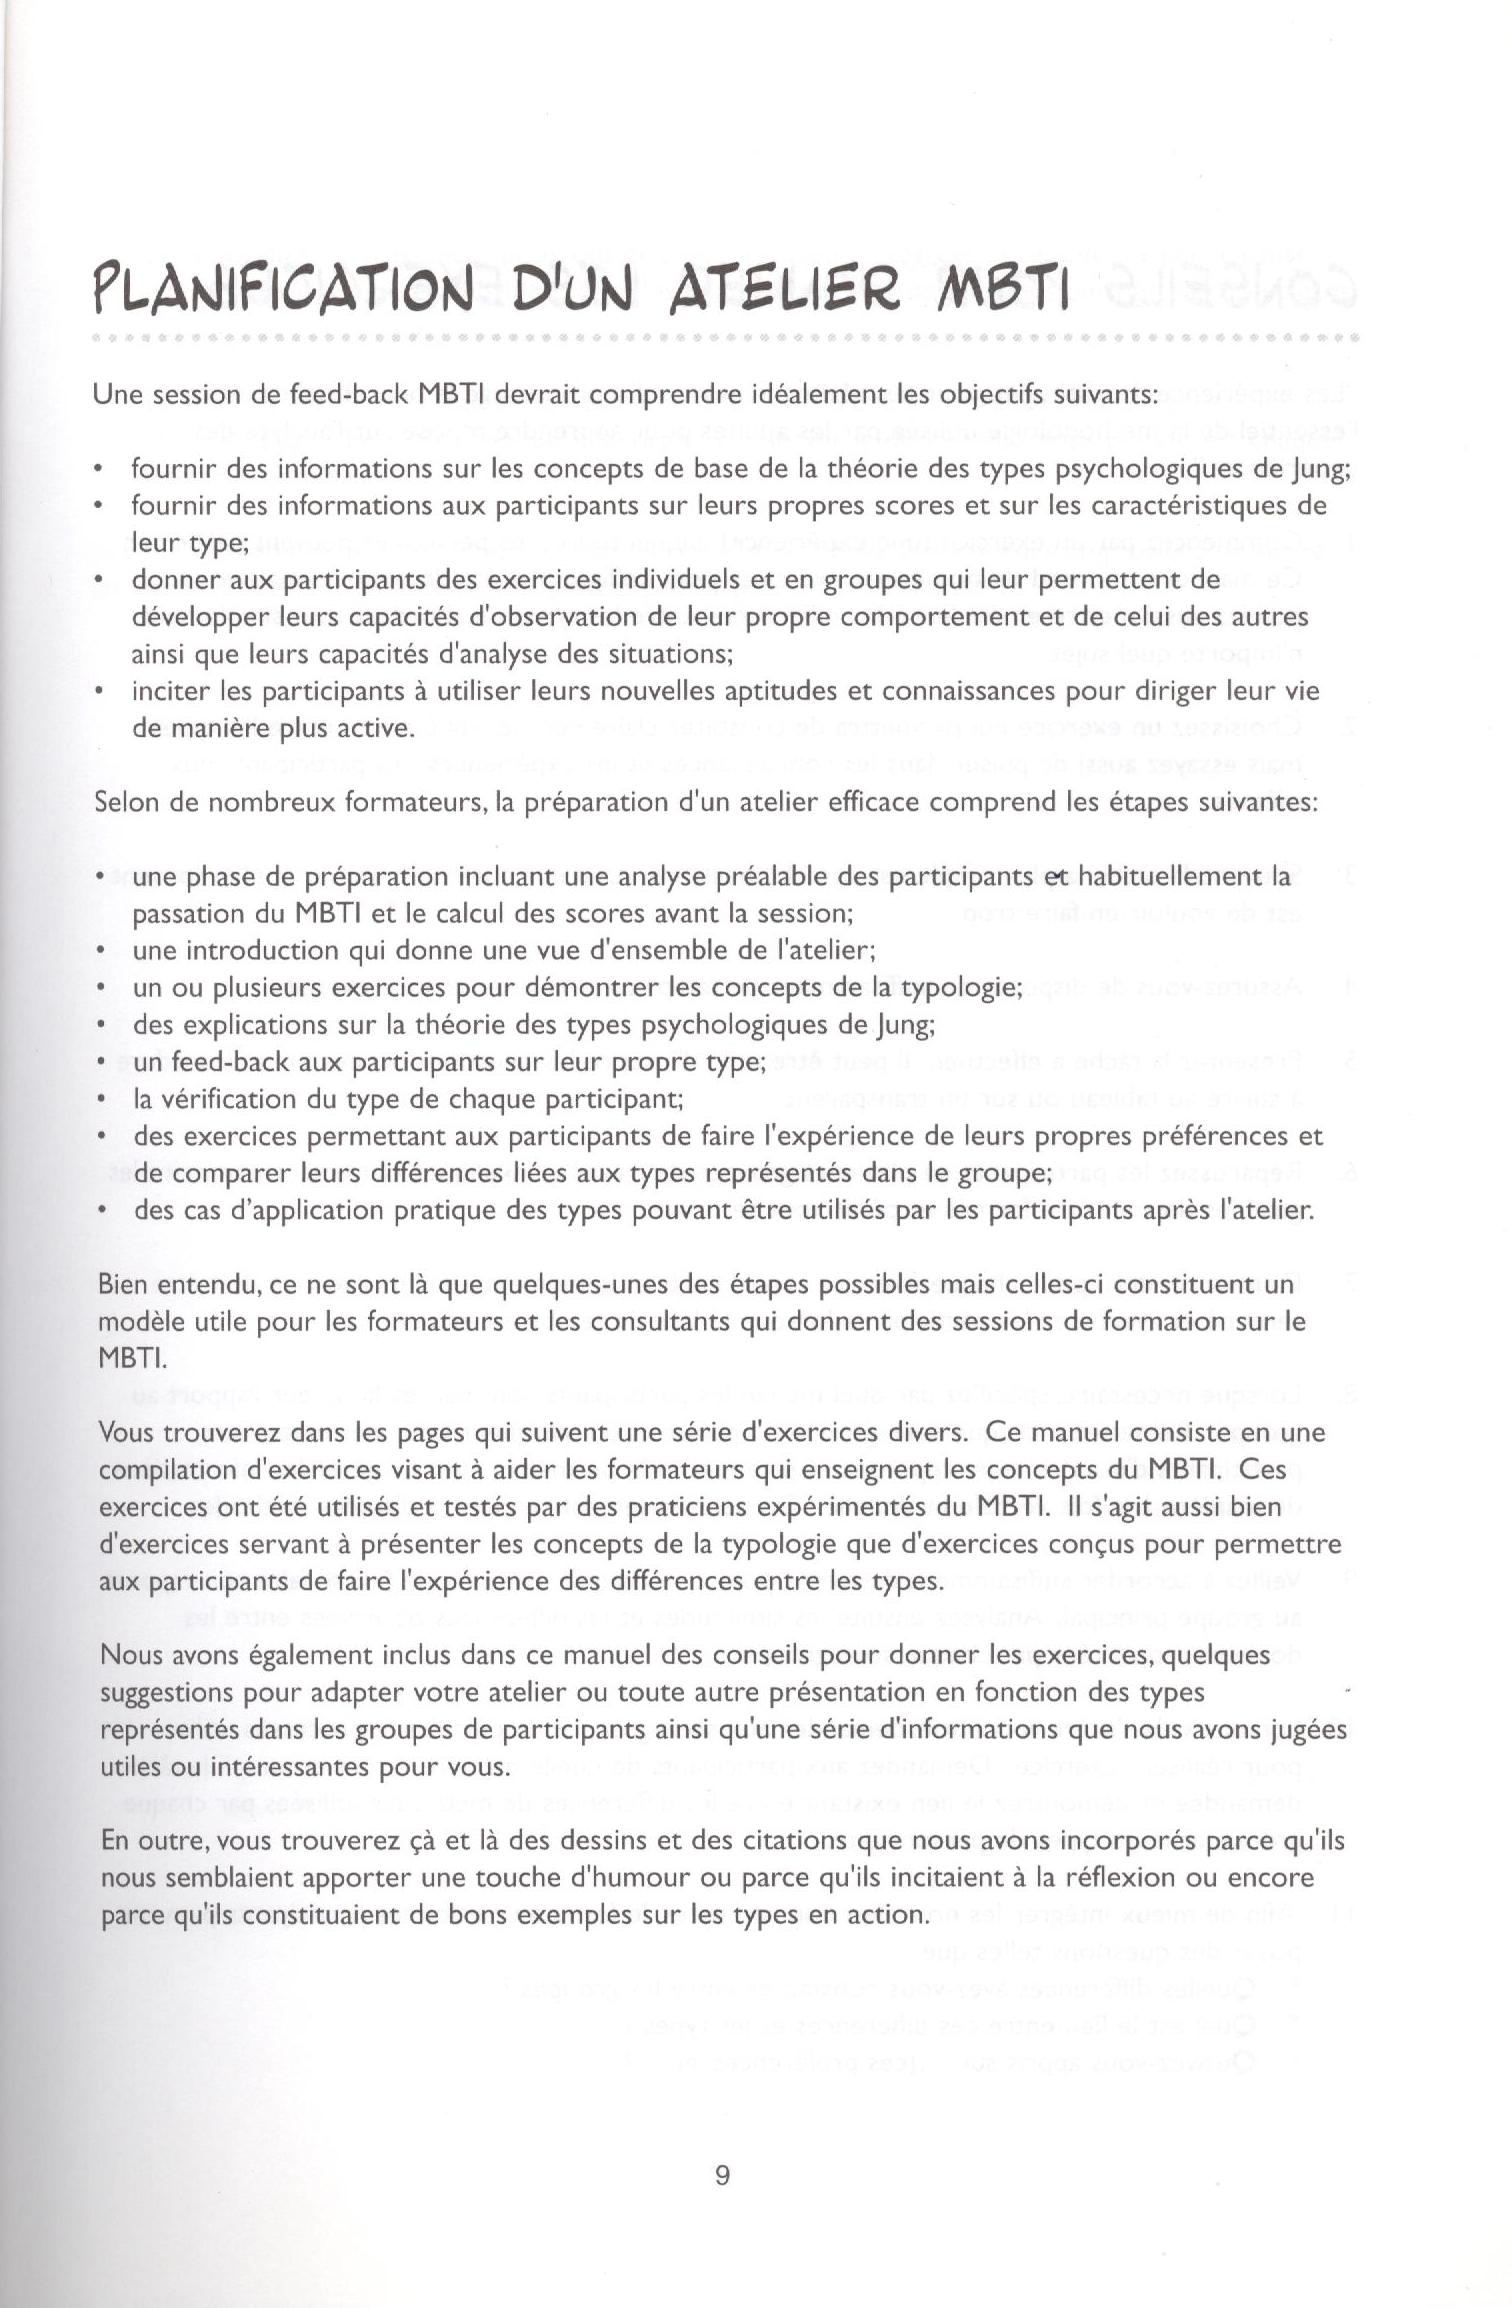 PLANIFICATION D'UN ATELIER MBTI
Une session de feed-back MBTI devrait comprendre idéalement les objectifs suivants:
• fournir des informations sur les concepts de base de la théorie des types psychologiques de Jung;
• fournir des informations aux participants sur leurs propres scores et sur les caractéristiques de
leur type;
• donner aux participants des exercices individuels et en groupes qui leur permettent de
développer leurs capacités d'observation de leur propre comportement et de celui des autres
ainsi que leurs capacités d'analyse des situations;
• inciter les participants à utiliser leurs nouvelles aptitudes et connaissances pour diriger leur vie
de manière plus active.
Selon de nombreux formateurs, la préparation d'un atelier efficace comprend les étapes suivantes:
• une phase de préparation incluant une analyse préalable des participants et habituellement la
passation du MBTI et le calcul des scores avant la session;
• une introduction qui donne une vue d'ensemble de l'atelier;
• un ou plusieurs exercices pour démontrer les concepts de la typologie;
• des explications sur la théorie des types psychologiques de Jung;
• un feed-back aux participants sur leur propre type;
• la vérification du type de chaque participant;
• des exercices permettant aux participants de faire l'expérience de leurs propres préférences et
de comparer leurs différences liées aux types représentés dans le groupe;
• des cas d'application pratique des types pouvant être utilisés par les participants après l'atelier.
Bien entendu, ce ne sont là que quelques-unes des étapes possibles mais celles-ci constituent un
modèle utile pour les formateurs et les consultants qui donnent des sessions de formation sur le
MBTI.
Vous trouverez dans les pages qui suivent une série d'exercices divers. Ce manuel consiste en une
compilation d'exercices visant à aider les formateurs qui enseignent les concepts du MBTI. Ces
exercices ont été utilisés et testés par des praticiens expérimentés du MBTI. Il s'agit aussi bien
d'exercices servant à présenter les concepts de la typologie que d'exercices conçus pour permettre
aux participants de faire l'expérience des différences entre les types.
Nous avons également inclus dans ce manuel des conseils pour donner les exercices, quelques
suggestions pour adapter votre atelier ou toute autre présentation en fonction des types
représentés dans les groupes de participants ainsi qu'une série d'informations que nous avons jugées
utiles ou intéressantes pour vous.
En outre, vous trouverez çà et là des dessins et des citations que nous avons incorporés parce qu'ils
nous semblaient apporter une touche d'humour ou parce qu'ils incitaient à la réflexion ou encore
parce qu'ils constituaient de bons exemples sur les types en action.
9